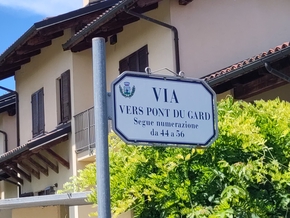 VIA
VERS PONT DU GARD
Segue numerazione
da 44 a 56